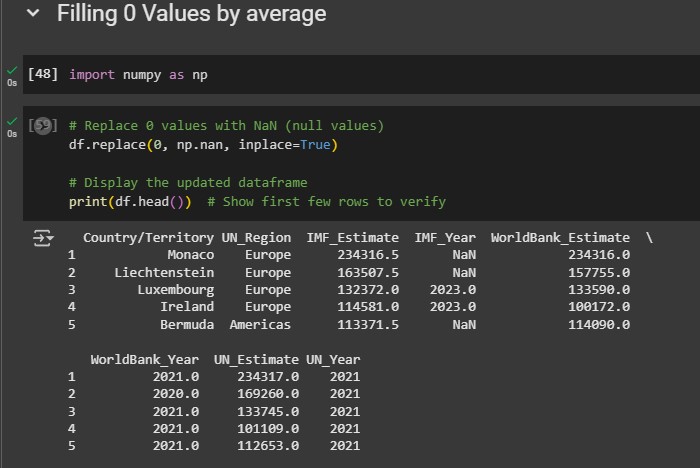 Filling 0 Values by average
[48] import numpy as np
0s
[59] # Replace 0 values with NaN (null values)
0s
df.replace(0, np.nan, inplace=True)
# Display the updated dataframe
print(df.head())  # Show first few rows to verify
Country/Territory UN_Region IMF_Estimate IMF_Year WorldBank_Estimate \
1 Monaco Europe 234316.5 NaN 234316.0
2 Liechtenstein Europe 163507.5 NaN 157755.0
3 Luxembourg Europe 132372.0 2023.0 133590.0
4 Ireland Europe 114581.0 2023.0 100172.0
5 Bermuda Americas 113371.5 NaN 114090.0
WorldBank_Year UN_Estimate UN_Year
1 2021.0 234317.0 2021
2 2020.0 169260.0 2021
3 2021.0 133745.0 2021
4 2021.0 101109.0 2021
5 2021.0 112653.0 2021